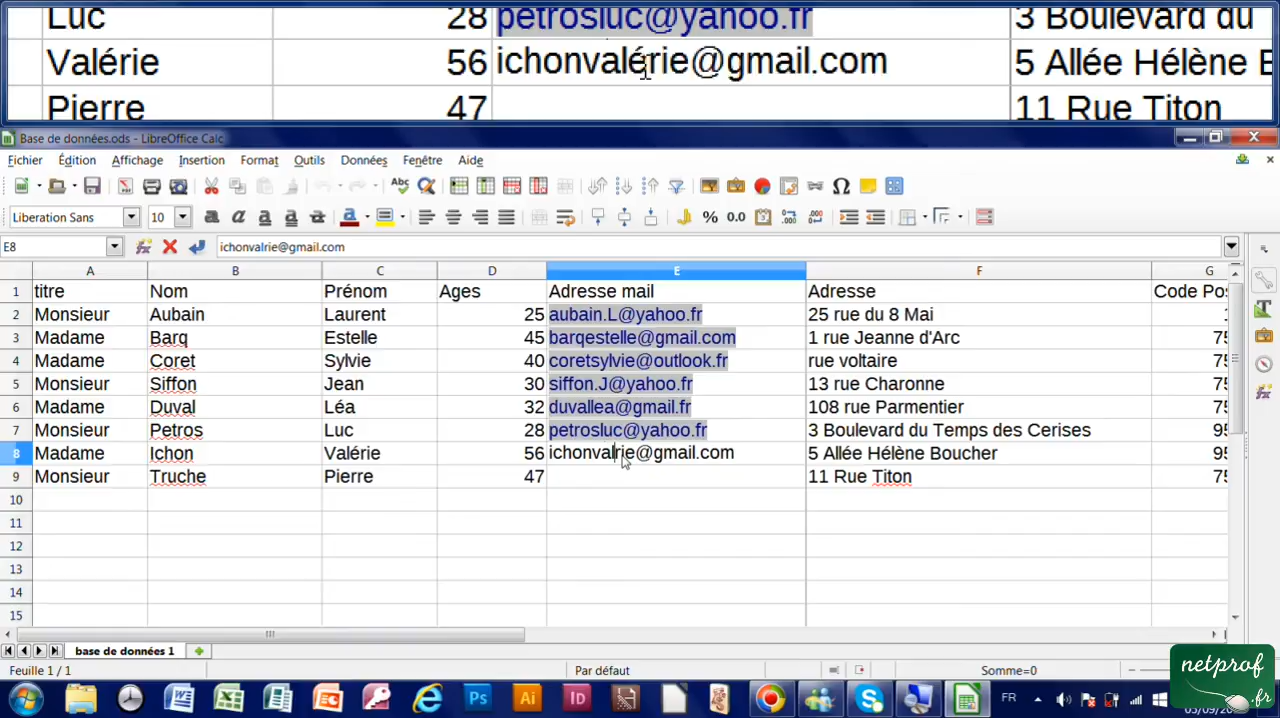 Luc 28 petrosluc@yahoo.fr 3 Boulevard du
Valérie 56 ichonvalérie@gmail.com 5 Allée Hélène B
Pierre 47 11 Rue Titon
Base de données.ods - LibreOffice Calc
Fichier Édition Affichage Insertion Format Outils Données Fenêtre Aide
Liberation Sans 10
E8 ichonvalrie@gmail.com
A B C D E F G
1 titre Nom Prénom Ages Adresse mail Adresse Code Pos
2 Monsieur Aubain Laurent 25 aubain.L@yahoo.fr 25 rue du 8 Mai 1
3 Madame Barq Estelle 45 barqestelle@gmail.com 1 rue Jeanne d'Arc 75
4 Madame Coret Sylvie 40 coretsylvie@outlook.fr rue voltaire 75
5 Monsieur Siffon Jean 30 siffon.J@yahoo.fr 13 rue Charonne 75
6 Madame Duval Léa 32 duvallea@gmail.fr 108 rue Parmentier 75
7 Monsieur Petros Luc 28 petrosluc@yahoo.fr 3 Boulevard du Temps des Cerises 95
8 Madame Ichon Valérie 56 ichonvalrie@gmail.com 5 Allée Hélène Boucher 95
9 Monsieur Truche Pierre 47 11 Rue Titon 75
10
11
12
13
14
15
base de données 1
Feuille 1 / 1 Par défaut Somme=0
Ps Ai ID FR
netprof
.fr